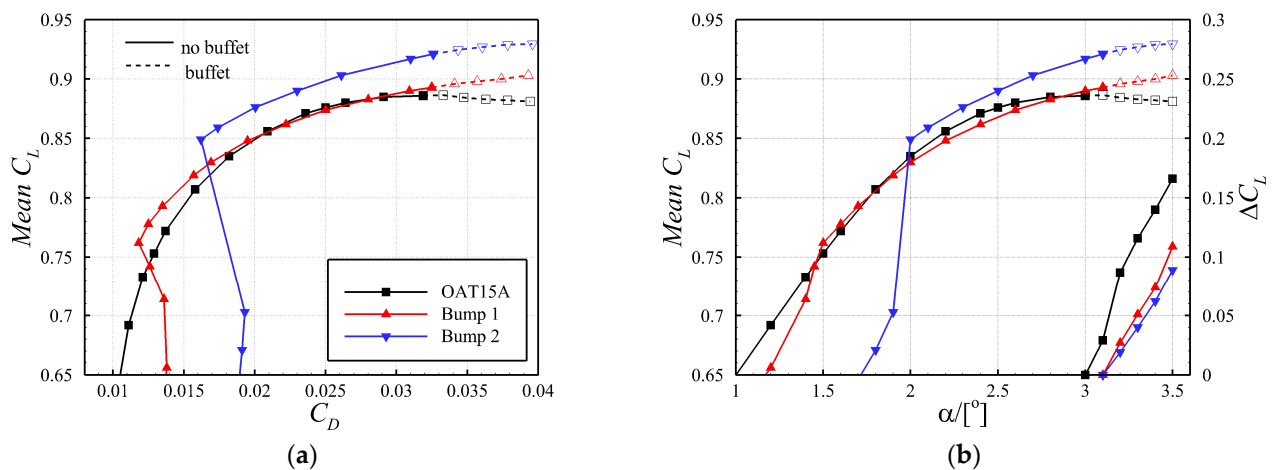 0.95
0.9
0.85
0.8
0.75
0.7
0.65
Mean C_L
no buffet
buffet
OAT15A
Bump 1
Bump 2
0.01 0.015 0.02 0.025 0.03 0.035 0.04
C_D
(a)
0.95
0.9
0.85
0.8
0.75
0.7
0.65
Mean C_L
0.3
0.25
0.2
0.15
0.1
0.05
0
ΔC_L
1 1.5 2 2.5 3 3.5
α/[°]
(b)